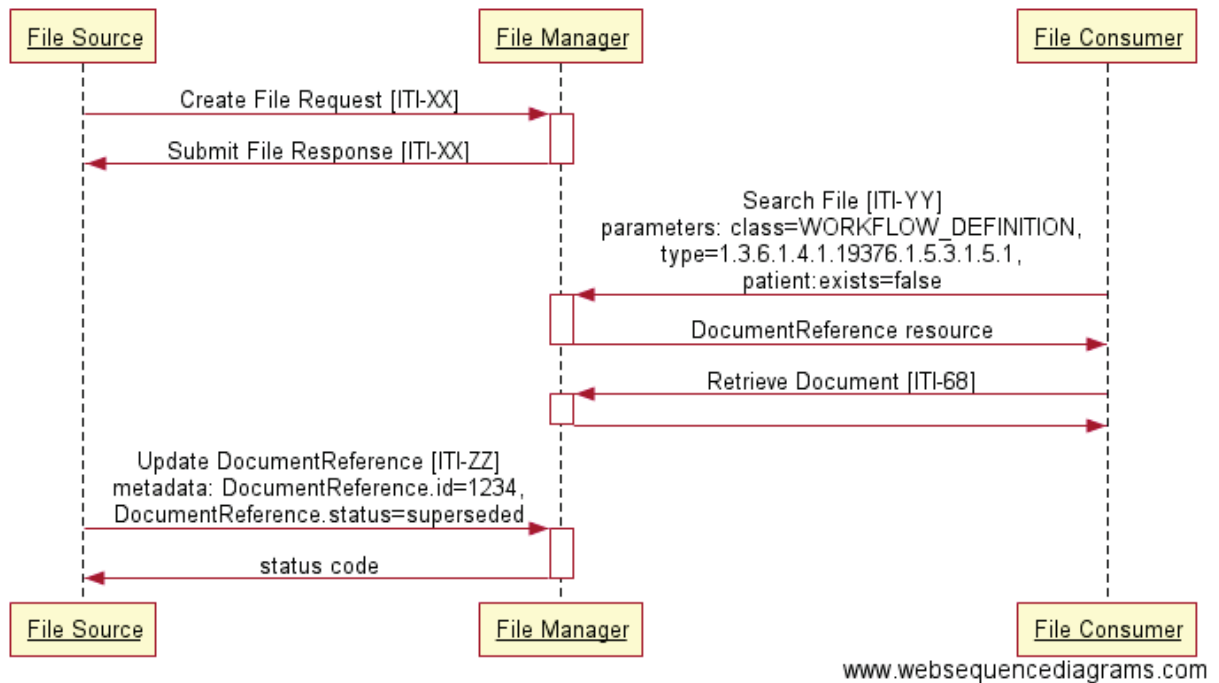 File Source
File Manager
File Consumer
Create File Request [ITI-XX]
Submit File Response [ITI-XX]
Search File [ITI-YY]
parameters: class=WORKFLOW_DEFINITION,
type=1.3.6.1.4.1.19376.1.5.3.1.5.1,
patient:exists=false
DocumentReference resource
Retrieve Document [ITI-68]
Update DocumentReference [ITI-ZZ]
metadata: DocumentReference.id=1234,
DocumentReference.status=superseded
status code
File Source
File Manager
File Consumer
www.websequencediagrams.com